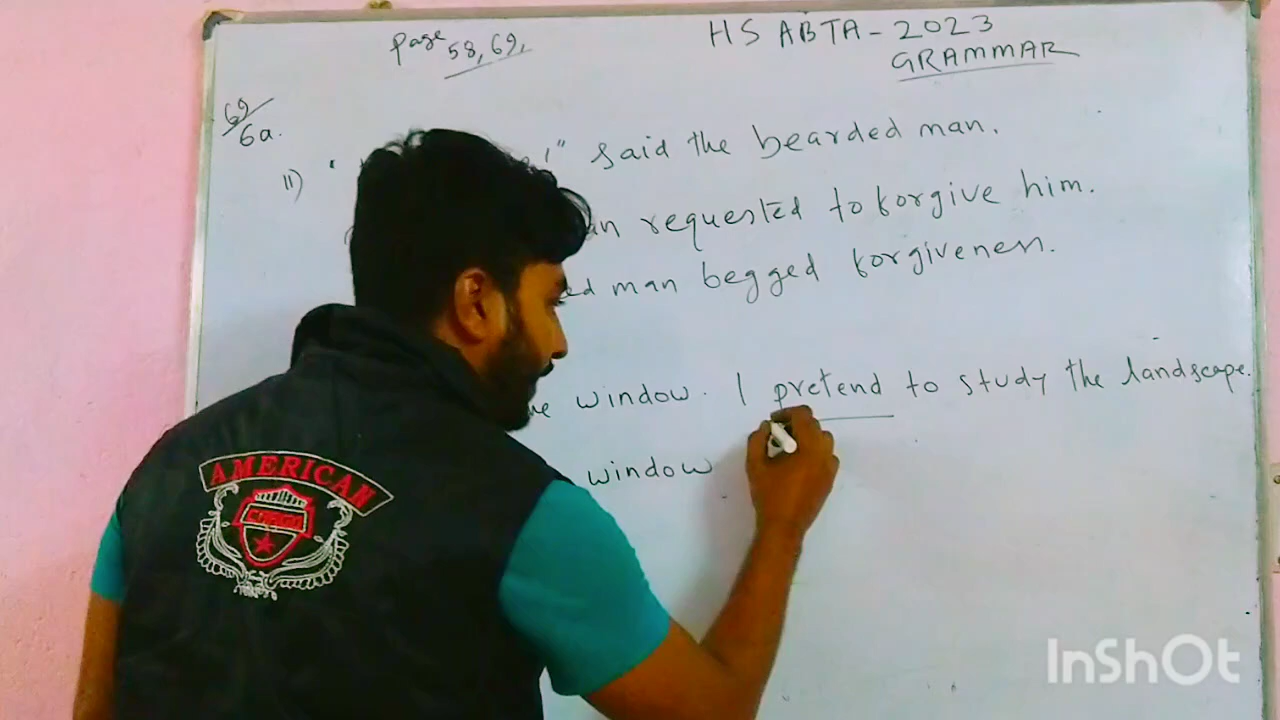 page 58, 69,
HS ABTA - 2023
GRAMMAR
69/6a.
11) " said the bearded man.
requested to forgive him.
man begged forgiveness.
window. I pretend to study the landscape.
window
AMERICAN
InShOt